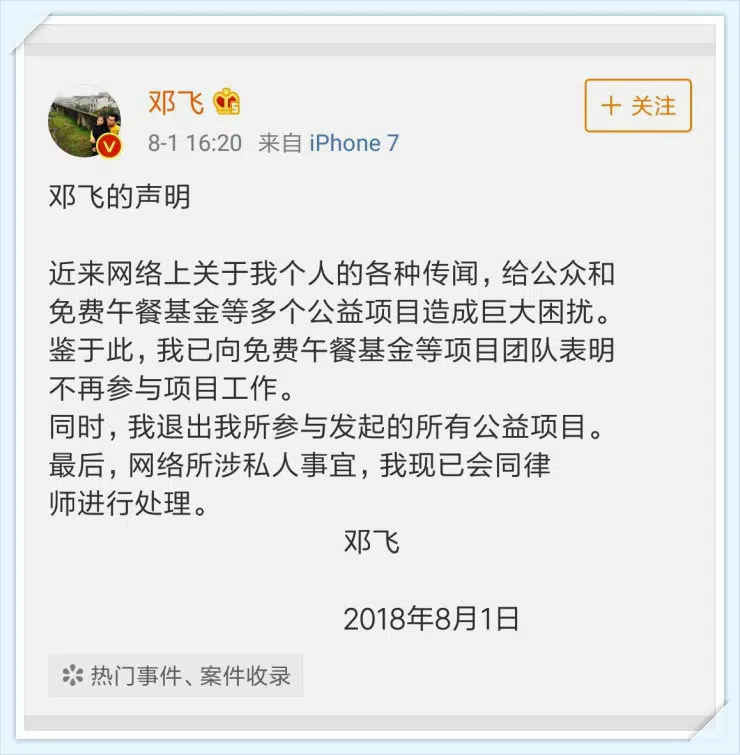 邓飞
+ 关注
8-1 16:20 来自 iPhone 7
邓飞的声明
近来网络上关于我个人的各种传闻，给公众和
免费午餐基金等多个公益项目造成巨大困扰。
鉴于此，我已向免费午餐基金等项目团队表明
不再参与项目工作。
同时，我退出我所参与发起的所有公益项目。
最后，网络所涉私人事宜，我现已会同律
师进行处理。
邓飞
2018年8月1日
热门事件、案件收录